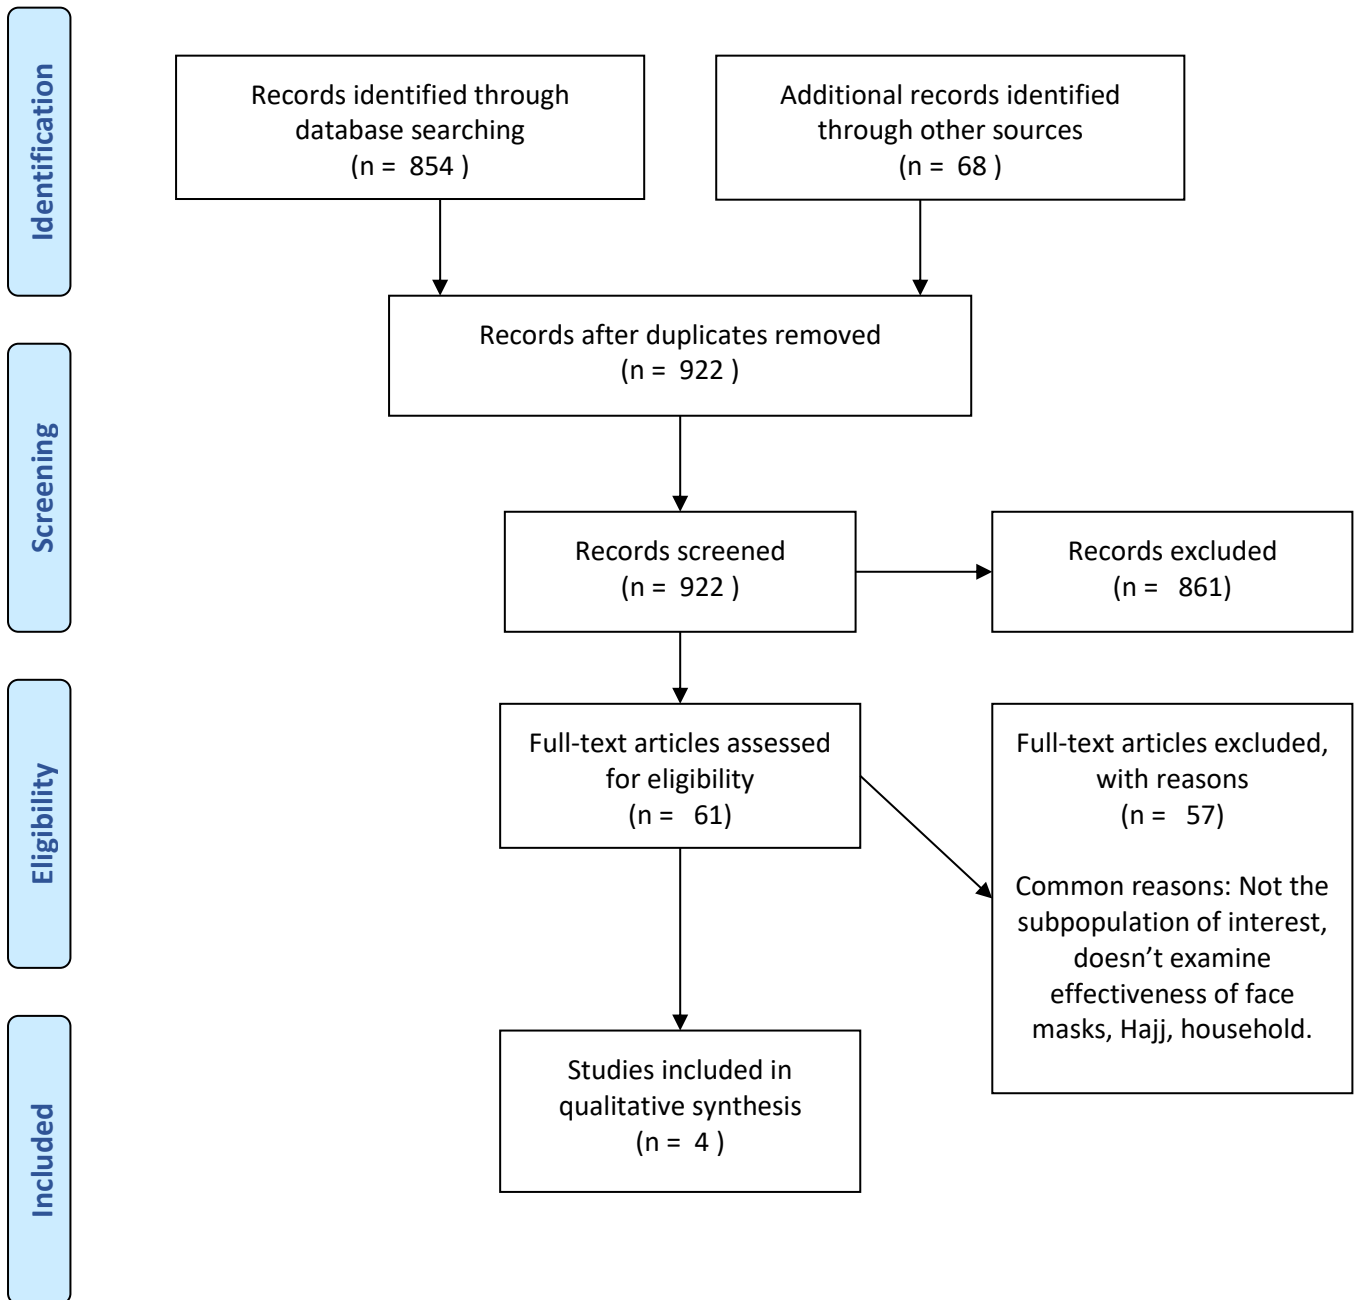 Identification
Records identified through
database searching
(n = 854 )
Additional records identified
through other sources
(n = 68 )
Records after duplicates removed
(n = 922 )
Screening
Records screened
(n = 922 )
Records excluded
(n = 861)
Eligibility
Full-text articles assessed
for eligibility
(n = 61)
Full-text articles excluded,
with reasons
(n = 57)
Common reasons: Not the
subpopulation of interest,
doesn’t examine
effectiveness of face
masks, Hajj, household.
Included
Studies included in
qualitative synthesis
(n = 4 )